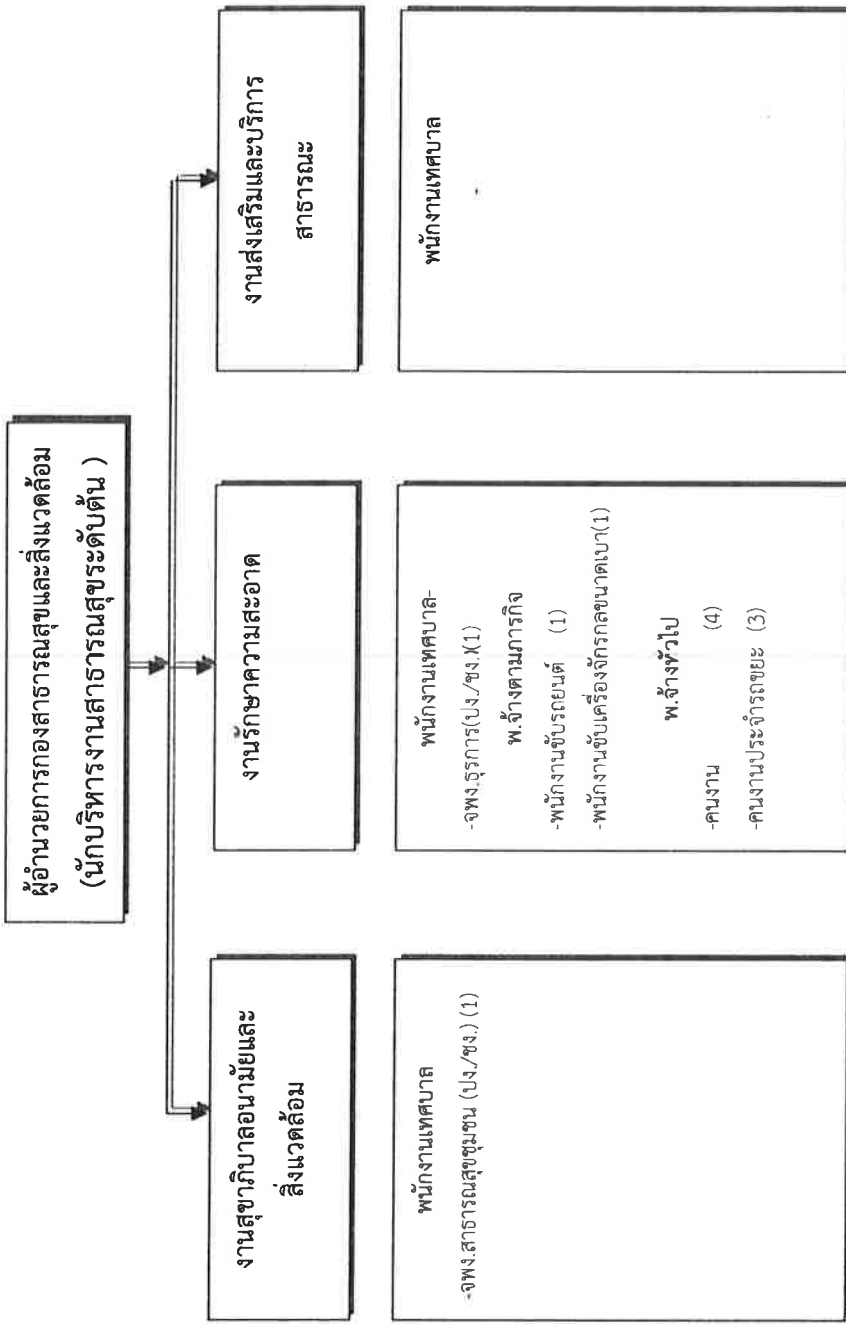 ผู้อำนวยการกองสาธารณสุขและสิ่งแวดล้อม
(นักบริหารงานสาธารณสุขระดับต้น )
งานสุขาภิบาลอนามัยและ
สิ่งแวดล้อม
งานรักษาความสะอาด
งานส่งเสริมและบริการ
สาธารณะ
พนักงานเทศบาล
-จพง.สาธารณสุขชุมชน (ปง./ชง.) (1)
พนักงานเทศบาล-
-จพง.ธุรการ(ปง./ชง.)(1)
พ.จ้างตามภารกิจ
-พนักงานขับรถยนต์ (1)
-พนักงานขับเครื่องจักรกลขนาดเบา(1)
พ.จ้างทั่วไป
-คนงาน (4)
-คนงานประจำรถขยะ (3)
พนักงานเทศบาล
-